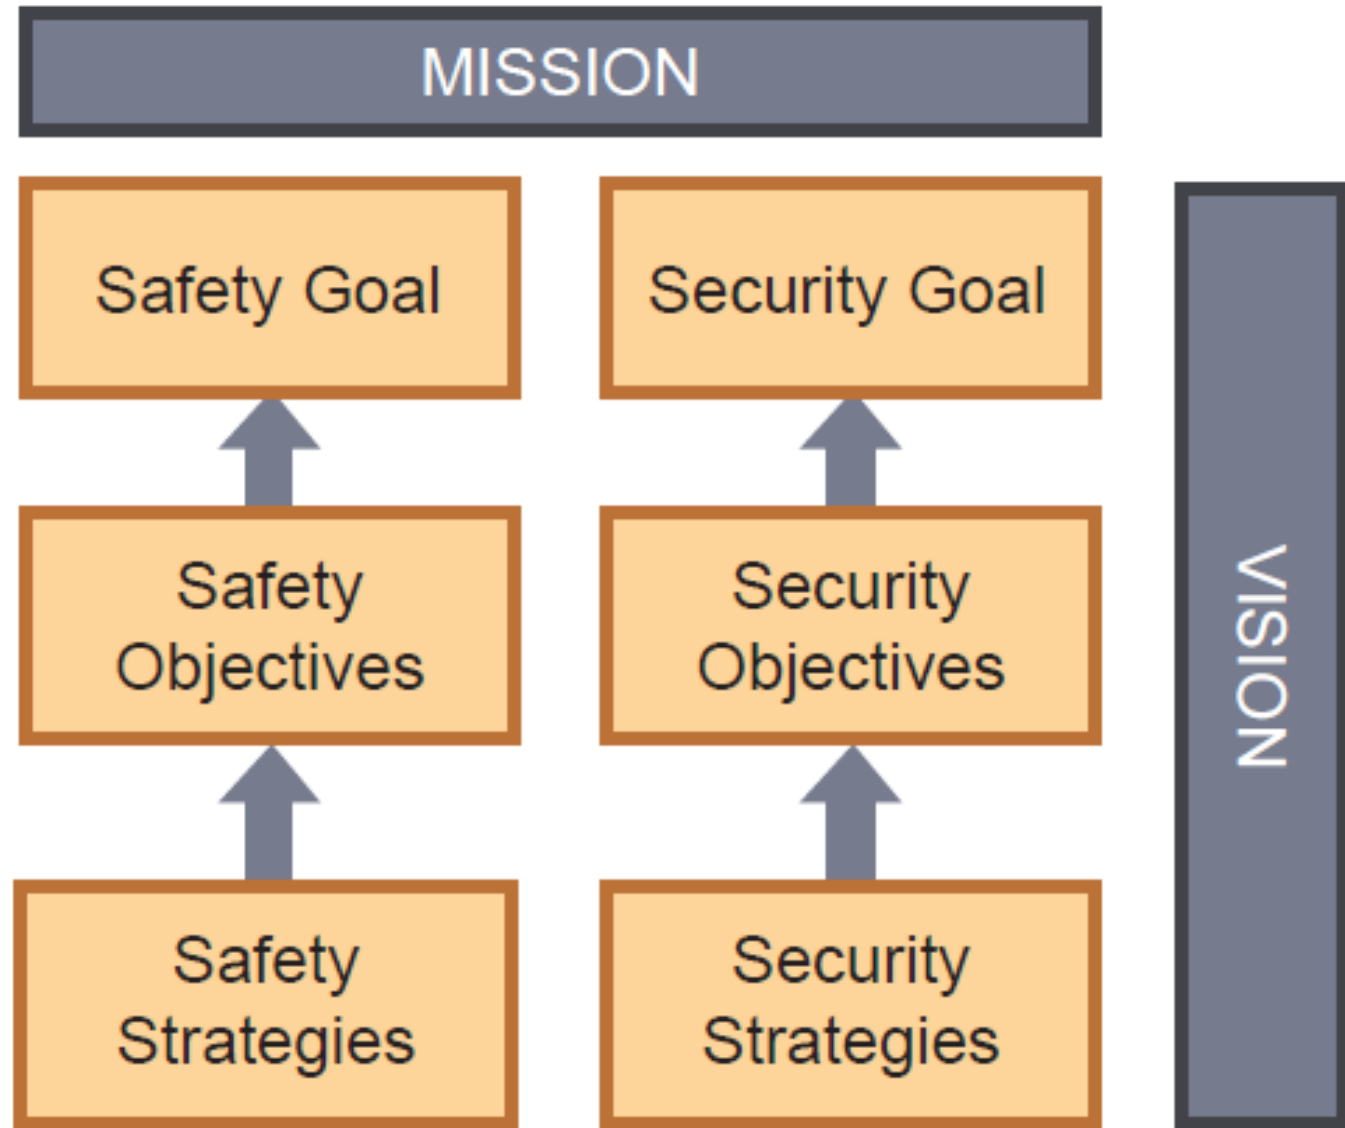 MISSION
Safety Goal
Security Goal
Safety
Objectives
Security
Objectives
Safety
Strategies
Security
Strategies
VISION